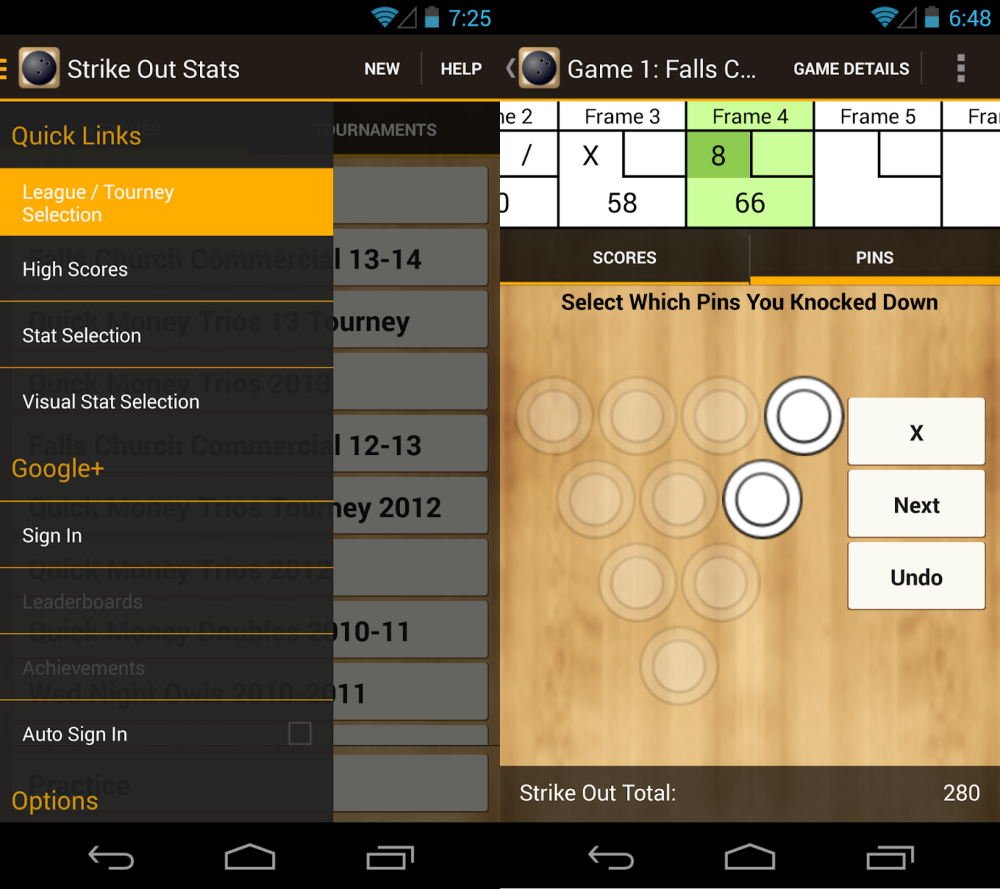 7:25
Strike Out Stats
NEW
HELP
Quick Links
TOURNAMENTS
League / Tourney
Selection
High Scores
Falls Church Commercial 13-14
Quick Money Trios 13 Tourney
Stat Selection
Quick Money Trios 2013
Visual Stat Selection
Falls Church Commercial 12-13
Google+
Quick Money Trios Tourney 2012
Sign In
Quick Money Trios 2012
Leaderboards
Quick Money Doubles 2010-11
Achievements
Wed Night Owls 2010-2011
Auto Sign In
Practice
Options
6:48
Game 1: Falls C...
GAME DETAILS
Frame 3
Frame 4
Frame 5
/
X
8
58
66
SCORES
PINS
Select Which Pins You Knocked Down
X
Next
Undo
Strike Out Total:
280